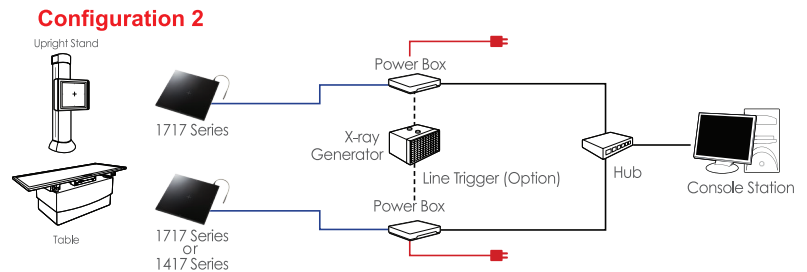 Configuration 2
Upright Stand
Power Box
1717 Series
X-ray
Generator
Hub
Console Station
Line Trigger (Option)
Power Box
Table
1717 Series
or
1417 Series